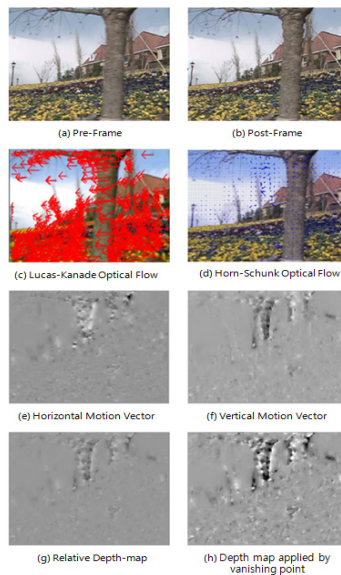 (a) Pre-Frame
(b) Post-Frame
(c) Lucas-Kanade Optical Flow
(d) Horn-Schunk Optical Flow
(e) Horizontal Motion Vector
(f) Vertical Motion Vector
(g) Relative Depth-map
(h) Depth map applied by
vanishing point